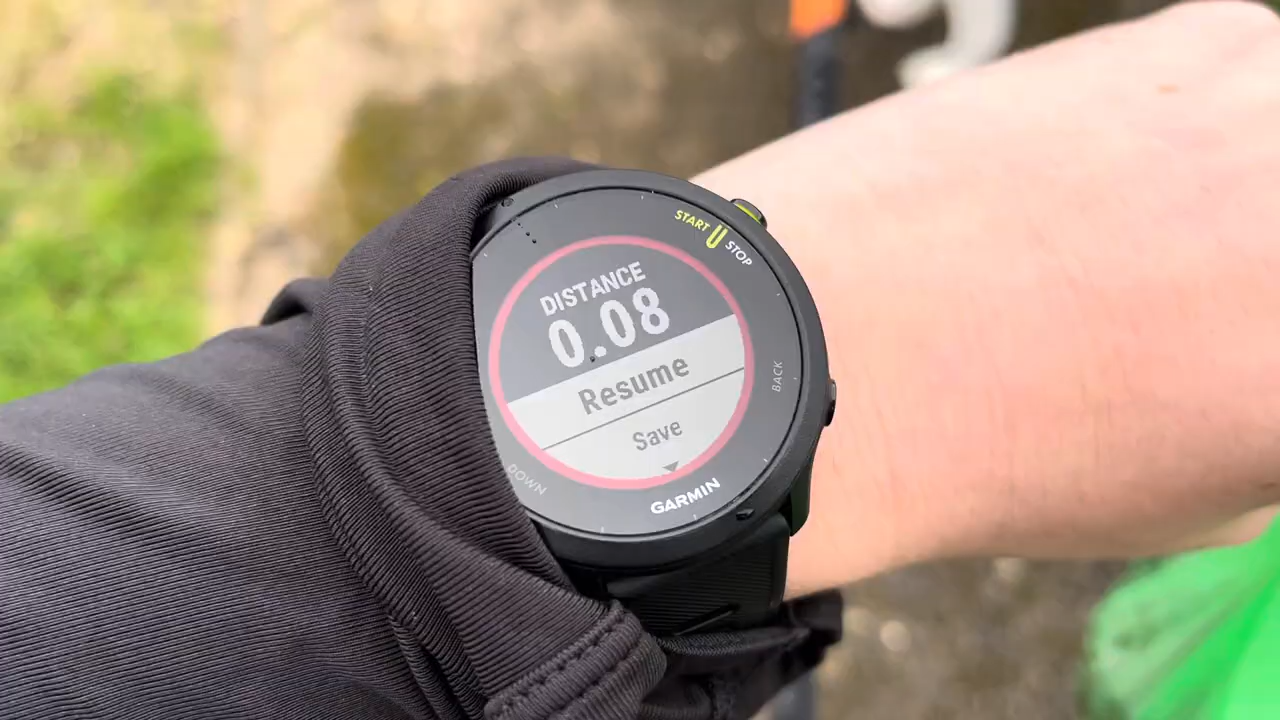 START
STOP
DISTANCE
0.08
Resume
BACK
Save
DOWN
GARMIN